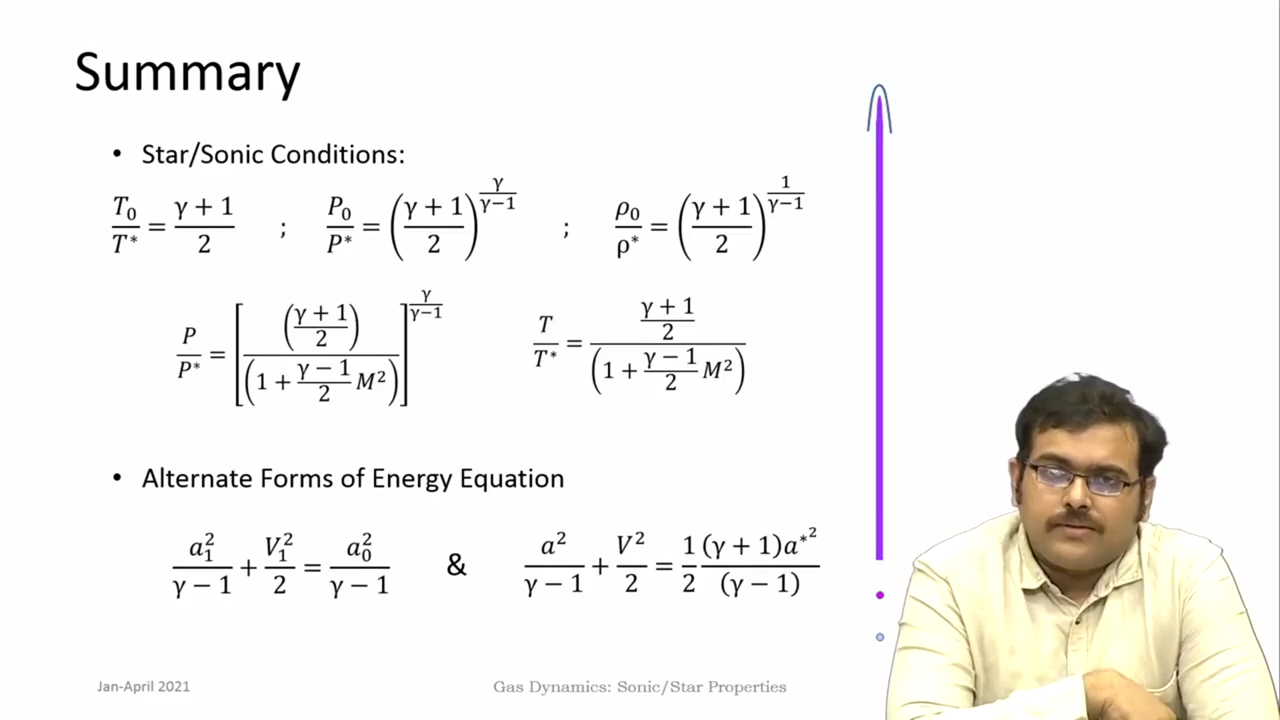 Summary
• Star/Sonic Conditions:
T₀/T* = (γ + 1)/2 ; P₀/P* = ((γ + 1)/2)^(γ/(γ−1)) ; ρ₀/ρ* = ((γ + 1)/2)^(1/(γ−1))
P/P* = [((γ + 1)/2)/(1 + (γ − 1)/2 M²)]^(γ/(γ−1)) T/T* = ((γ + 1)/2)/(1 + (γ − 1)/2 M²)
• Alternate Forms of Energy Equation
a₁²/(γ − 1) + V₁²/2 = a₀²/(γ − 1) & a²/(γ − 1) + V²/2 = 1/2 (γ + 1)a*²/(γ − 1)
Jan-April 2021 Gas Dynamics: Sonic/Star Properties